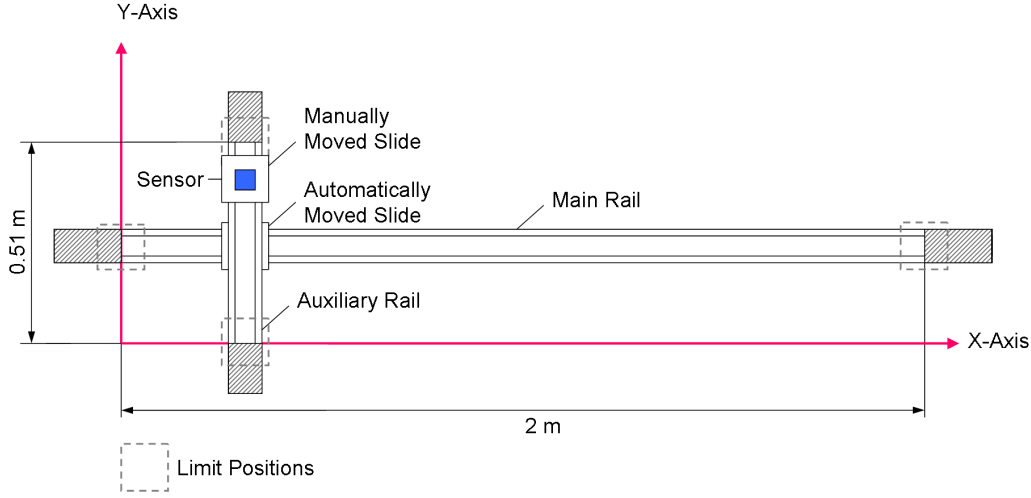 Y-Axis
Manually
Moved Slide
Sensor
Automatically
Moved Slide
Main Rail
0.51 m
Auxiliary Rail
X-Axis
2 m
Limit Positions